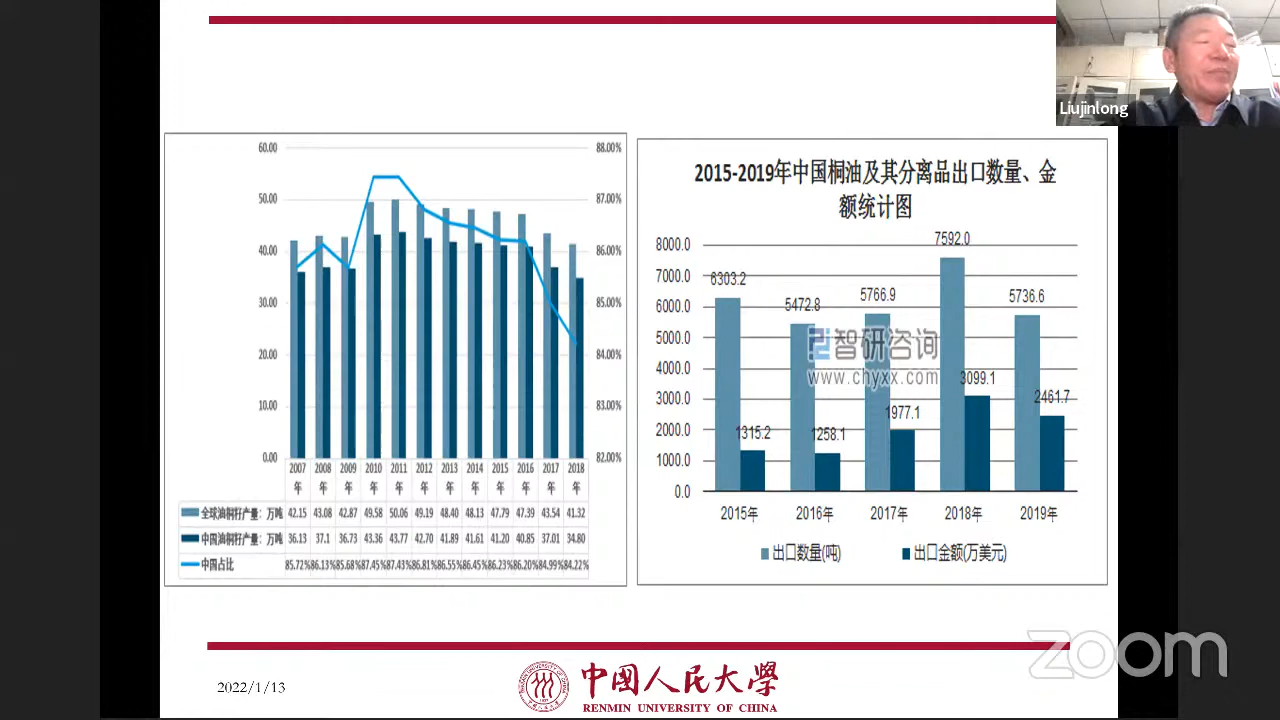 Liujinlong
60.00
50.00
40.00
30.00
20.00
10.00
0.00
88.00%
87.00%
86.00%
85.00%
84.00%
83.00%
82.00%
2007年 2008年 2009年 2010年 2011年 2012年 2013年 2014年 2015年 2016年 2017年 2018年
全球油桐籽产量:万吨 42.15 43.08 42.87 49.58 50.06 49.19 48.40 48.13 47.79 47.39 43.54 41.32
中国油桐籽产量:万吨 36.13 37.1 36.73 43.36 43.77 42.70 41.89 41.61 41.20 40.85 37.01 34.80
中国占比 85.72% 86.13% 85.68% 87.45% 87.43% 86.81% 86.55% 86.45% 86.23% 86.20% 84.99% 84.22%
2015-2019年中国桐油及其分离品出口数量、金
额统计图
8000.0
7000.0
6000.0
5000.0
4000.0
3000.0
2000.0
1000.0
0.0
6303.2 5472.8 5766.9 7592.0 5736.6
1315.2 1258.1 1977.1 3099.1 2461.7
智研咨询
www.chyxx.com
2015年 2016年 2017年 2018年 2019年
出口数量(吨) 出口金额(万美元)
2022/1/13
中国人民大学
RENMIN UNIVERSITY OF CHINA
zoom